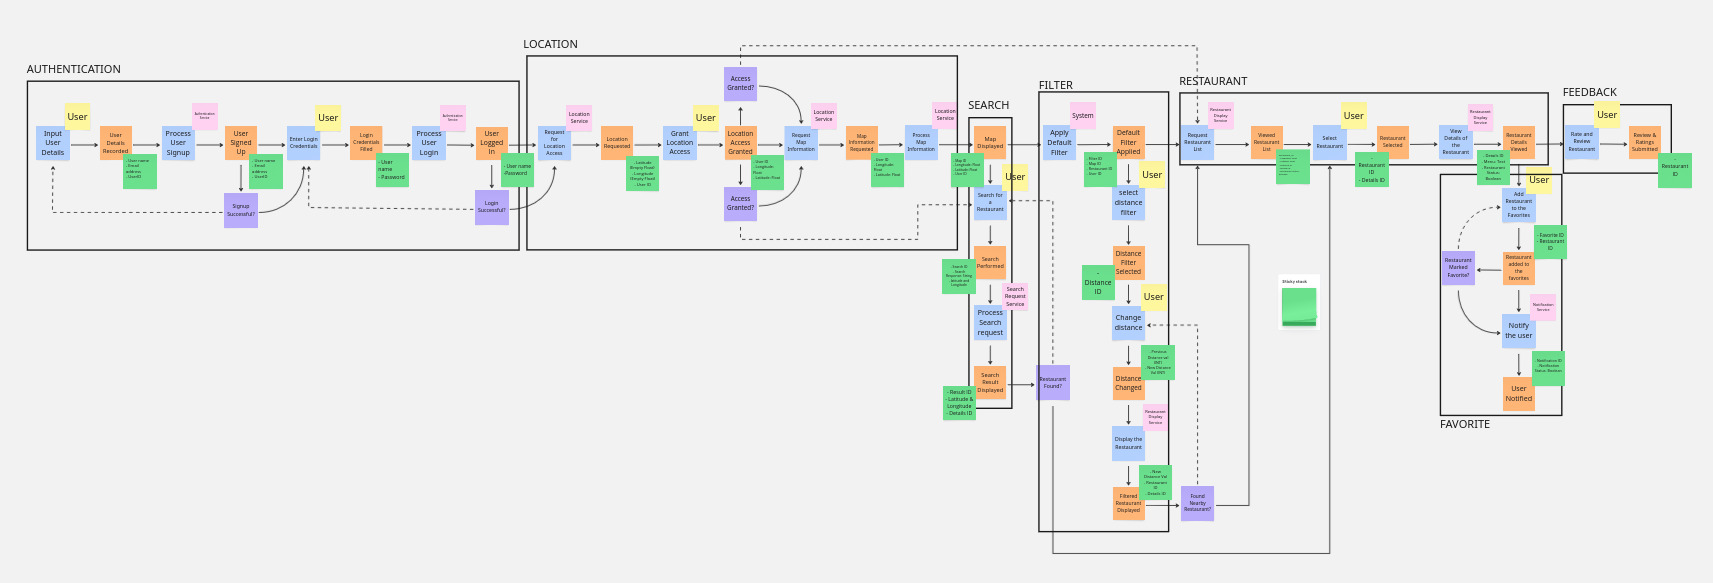 AUTHENTICATION
User
Input
User
Details
User
Details
Recorded
- User name
- Email
address
- UserID
Authentication
Service
Process
User
Signup
User
Signed
Up
- User name
- Email
address
- UserID
Signup
Successful?
User
Enter Login
Credentials
Login
Credentials
Filled
- User
name
- Password
Authentication
Service
Process
User
Login
User
Logged
In
- User name
-Password
Login
Successful?
LOCATION
Location
Service
Request
for
Location
Access
Location
Requested
- Latitude
(Empty Float)
- Longitude
(Empty Float)
- User ID
User
Grant
Location
Access
Access
Granted?
Location
Access
Granted
- User ID
- Longitude:
Float
- Latitude: Float
Access
Granted?
Location
Service
Request
Map
Information
Map
Information
Requested
- User ID
- Longitude:
Float
- Latitude: Float
Location
Service
Process
Map
Information
SEARCH
Map
Displayed
Map ID
- Longitude: Float
- Latitude: Float
User ID
User
Search for
a
Restaurant
Search
Performed
- Search ID
- Search
Latitude and
Longitude
Search
Request
Service
Process
Search
request
Search
Result
Displayed
- Result ID
- Latitude &
Longitude
- Details ID
FILTER
System
Apply
Default
Filter
Default
Filter
Applied
- Filter ID
- Map ID
- Restaurant ID
- User ID
User
select
distance
filter
Distance
Filter
Selected
-
Distance
ID
User
Change
distance
- Previous
Distance val
(INT)
- New Distance
Val (INT)
Distance
Changed
Restaurant
Found?
Restaurant
Display
Service
Display the
Restaurant
- New
Distance Val
- Restaurant
ID
- Details ID
Filtered
Restaurant
Displayed
Found
Nearby
Restaurant?
RESTAURANT
Restaurant
Display
Service
Request
Restaurant
List
Viewed
Restaurant
List
User
Select
Restaurant
Restaurant
Selected
-
Restaurant
ID
- Details ID
Restaurant
Display
Service
View
Details of
the
Restaurant
Restaurant
Details
Viewed
- Details ID
- Menu: Text
- Restaurant
Status:
Boolean
Sticky stack
FEEDBACK
User
Rate and
Review
Restaurant
Review &
Ratings
Submitted
-
Restaurant
ID
User
Add
Restaurant
to the
Favorites
- Favorite ID
- Restaurant
ID
Restaurant
Marked
Favorite?
Restaurant
added to
the
favorites
Notification
Service
Notify
the user
- Notification ID
- Notification
Status: Boolean
User
Notified
FAVORITE